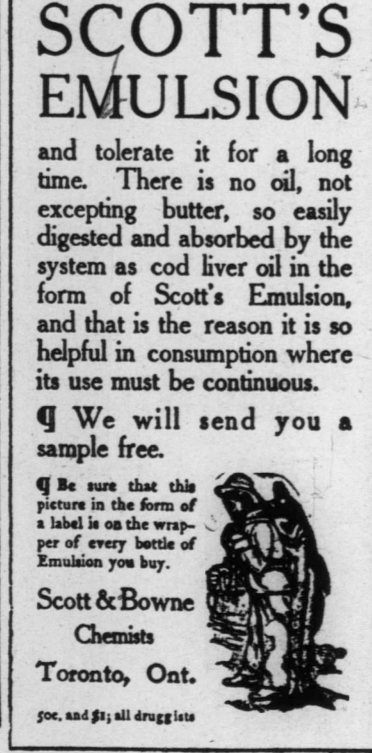 SCOTT'S
EMULSION
and tolerate it for a long
time. There is no oil, not
excepting butter, so easily
digested and absorbed by the
system as cod liver oil in the
form of Scott's Emulsion,
and that is the reason it is so
helpful in consumption where
its use must be continuous.
¶ We will send you a
sample free.
¶ Be sure that this
picture in the form of
a label is on the wrap-
per of every bottle of
Emulsion you buy.
Scott & Bowne
Chemists
Toronto, Ont.
50c. and $1; all druggists